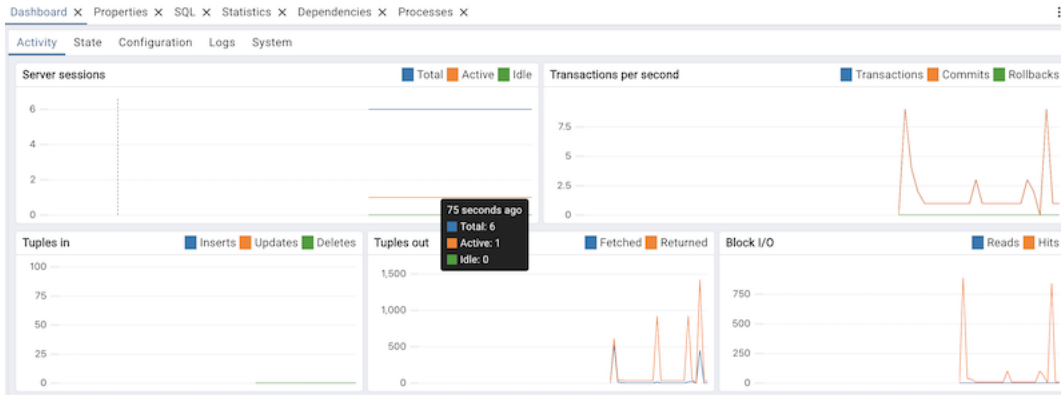 Dashboard × Properties × SQL × Statistics × Dependencies × Processes ×
Activity State Configuration Logs System
Server sessions Total Active Idle
6
4
2
0
Transactions per second Transactions Commits Rollbacks
7.5
5
2.5
0
75 seconds ago
Total: 6
Active: 1
Idle: 0
Tuples in Inserts Updates Deletes
100
75
50
25
0
Tuples out Fetched Returned
1,500
1,000
500
0
Block I/O Reads Hits
750
500
250
0